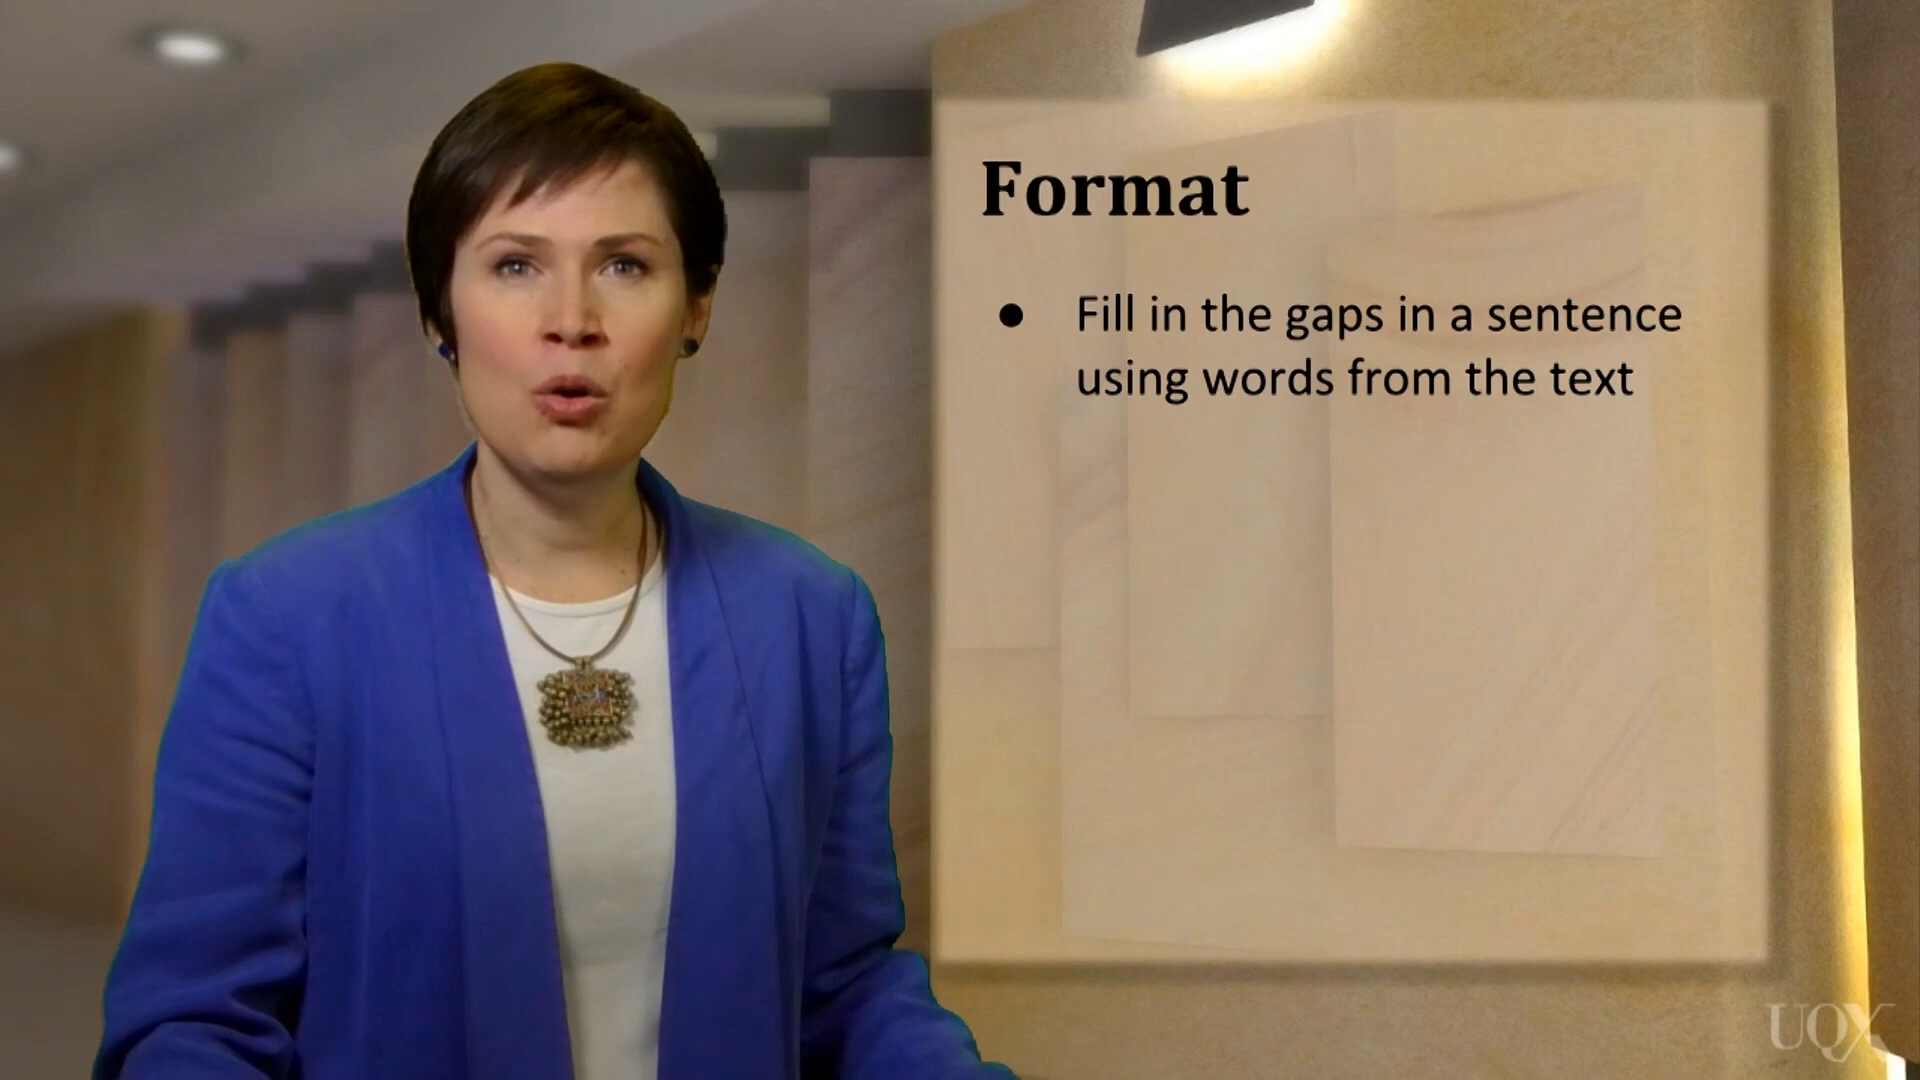 Format
● Fill in the gaps in a sentence
using words from the text
UQX